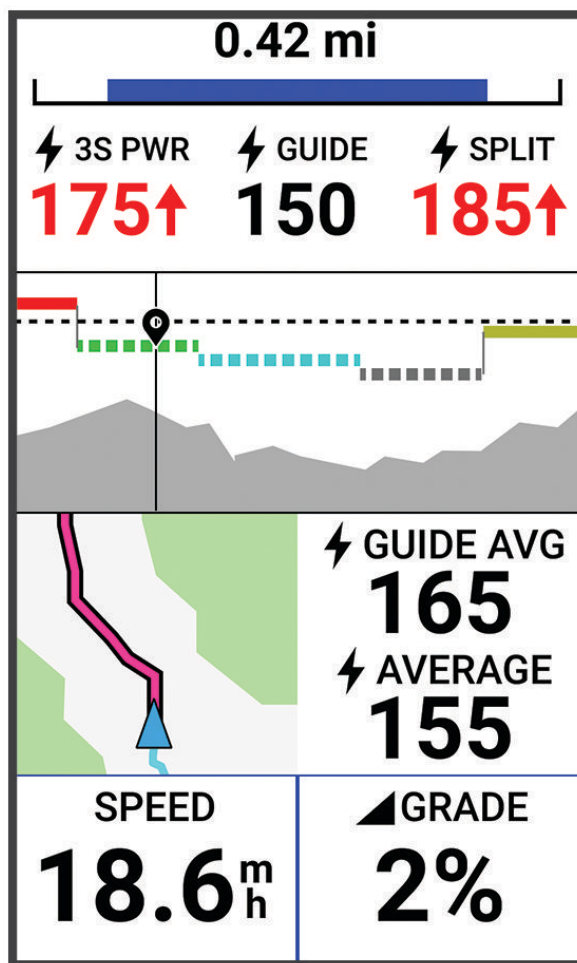 0.42 mi
3S PWR GUIDE SPLIT
175 150 185
GUIDE AVG
165
AVERAGE
155
SPEED GRADE
18.6 mh 2%